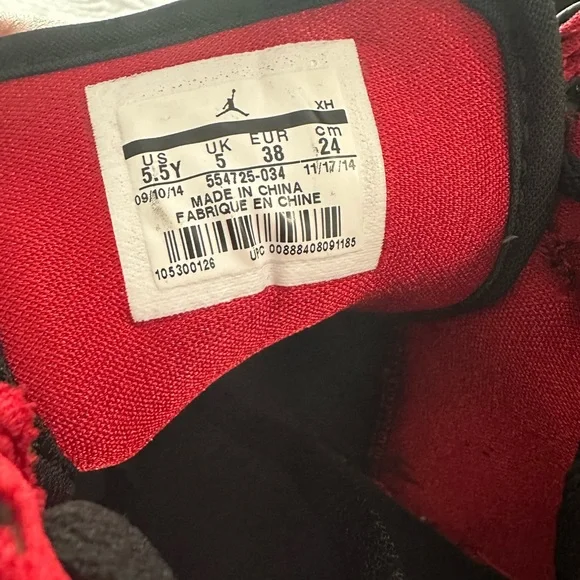 XH
US UK EUR cm
5.5Y 5 38 24
09/10/14 554725-034 11/17/14
MADE IN CHINA
FABRIQUE EN CHINE
105300126 UPC 00888408091185